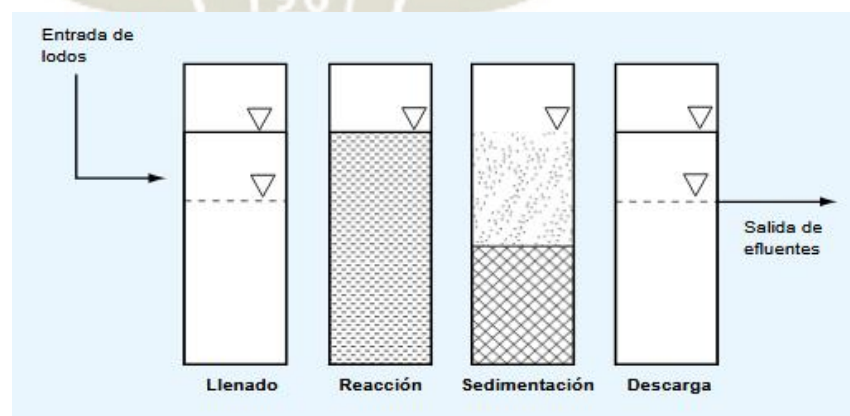 Entrada de
lodos
Salida de
efluentes
Llenado
Reacción
Sedimentación
Descarga